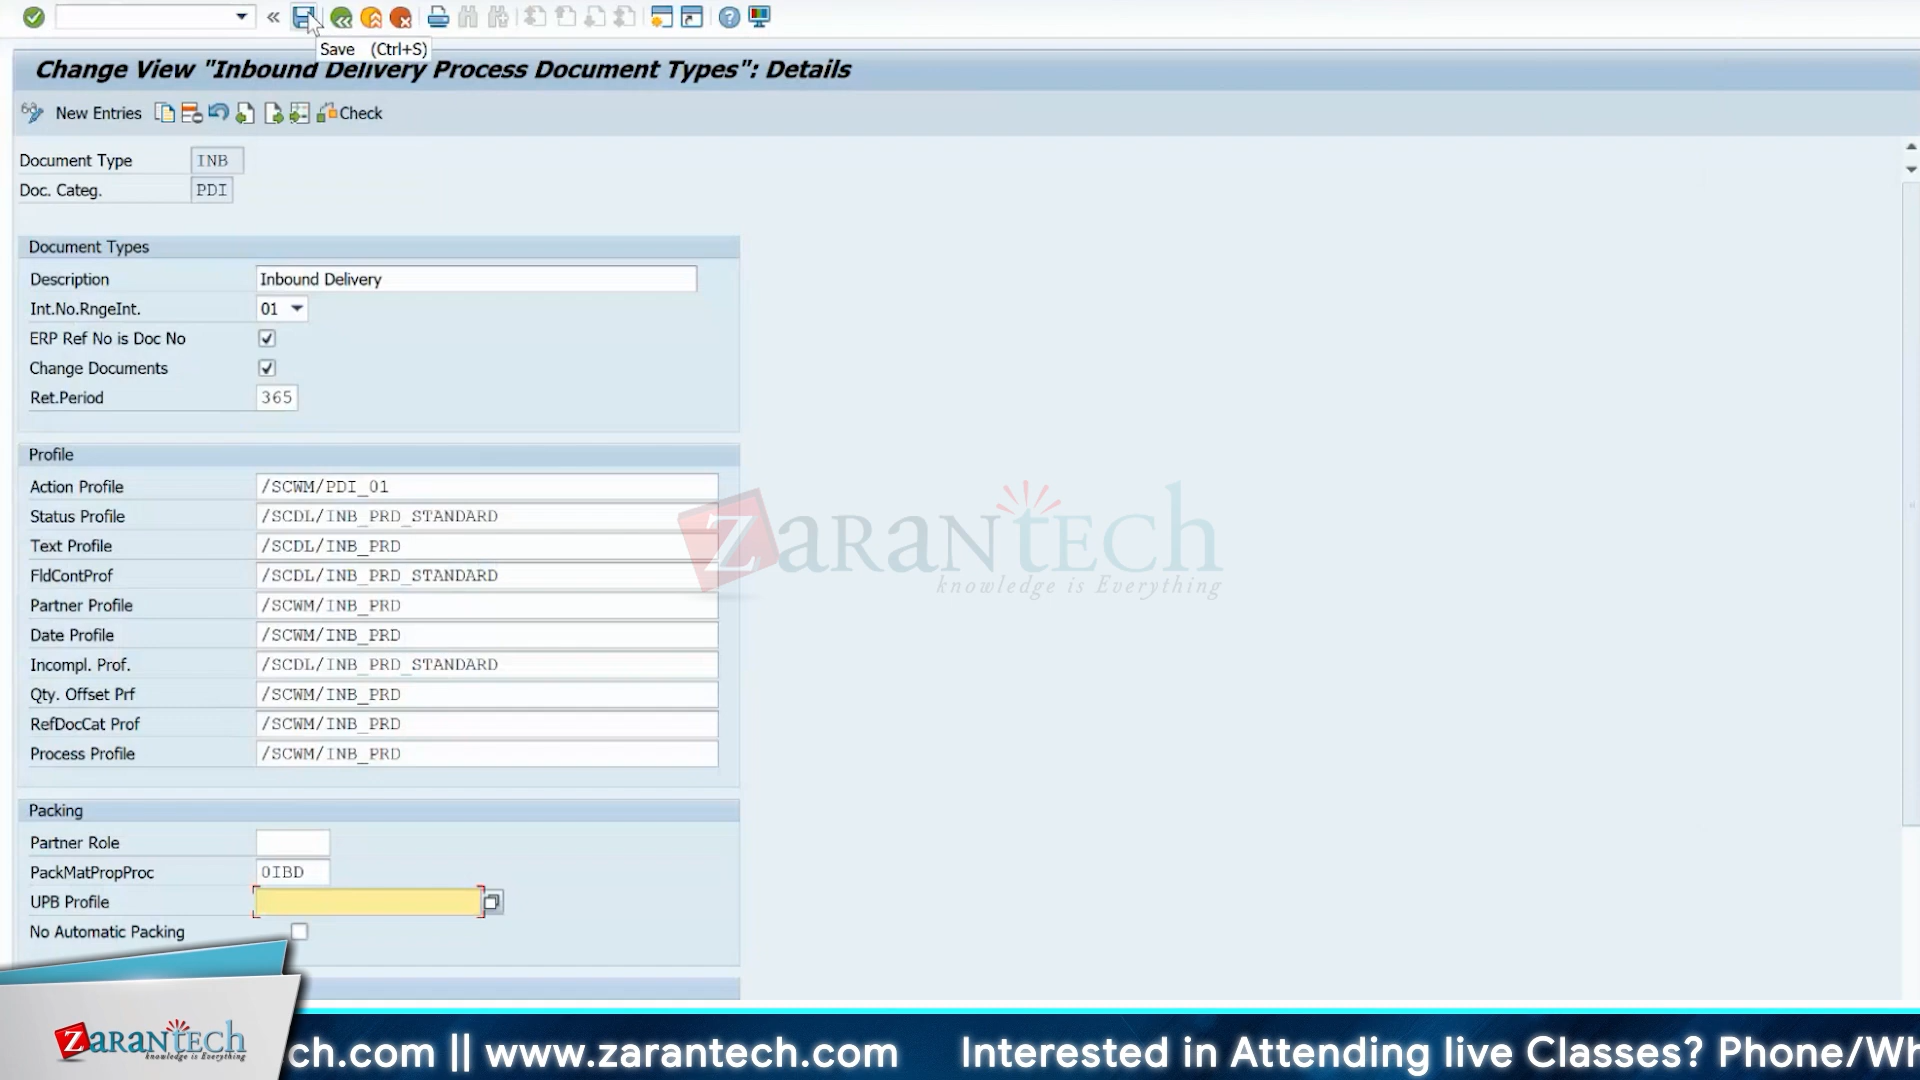 Save (Ctrl+S)
Change View "Inbound Delivery Process Document Types": Details
New Entries Check
Document Type INB
Doc. Categ. PDI
Document Types
Description Inbound Delivery
Int.No.RngeInt. 01
ERP Ref No is Doc No
Change Documents
Ret.Period 365
Profile
Action Profile /SCWM/PDI_01
Status Profile /SCDL/INB_PRD_STANDARD
Text Profile /SCDL/INB_PRD
FldContProf /SCDL/INB_PRD_STANDARD
Partner Profile /SCWM/INB_PRD
Date Profile /SCWM/INB_PRD
Incompl. Prof. /SCDL/INB_PRD_STANDARD
Qty. Offset Prf /SCWM/INB_PRD
RefDocCat Prof /SCWM/INB_PRD
Process Profile /SCWM/INB_PRD
ZaranTech
knowledge is Everything
Packing
Partner Role
PackMatPropProc 0IBD
UPB Profile
No Automatic Packing
ZaranTech
knowledge is Everything
ch.com || www.zarantech.com Interested in Attending live Classes? Phone/Wh